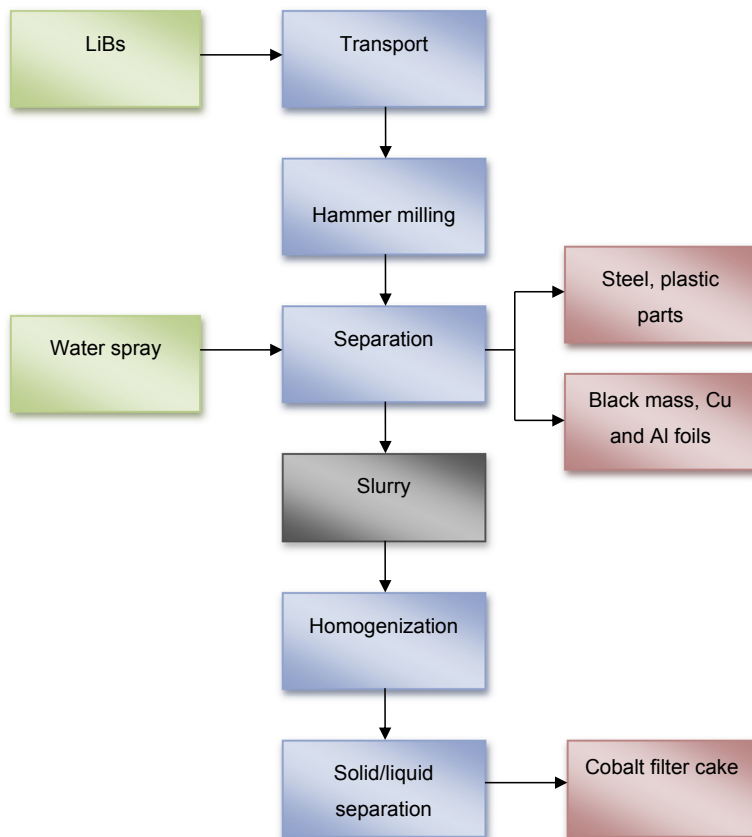 LiBs
Transport
Hammer milling
Steel, plastic
parts
Water spray
Separation
Black mass, Cu
and Al foils
Slurry
Homogenization
Solid/liquid
separation
Cobalt filter cake